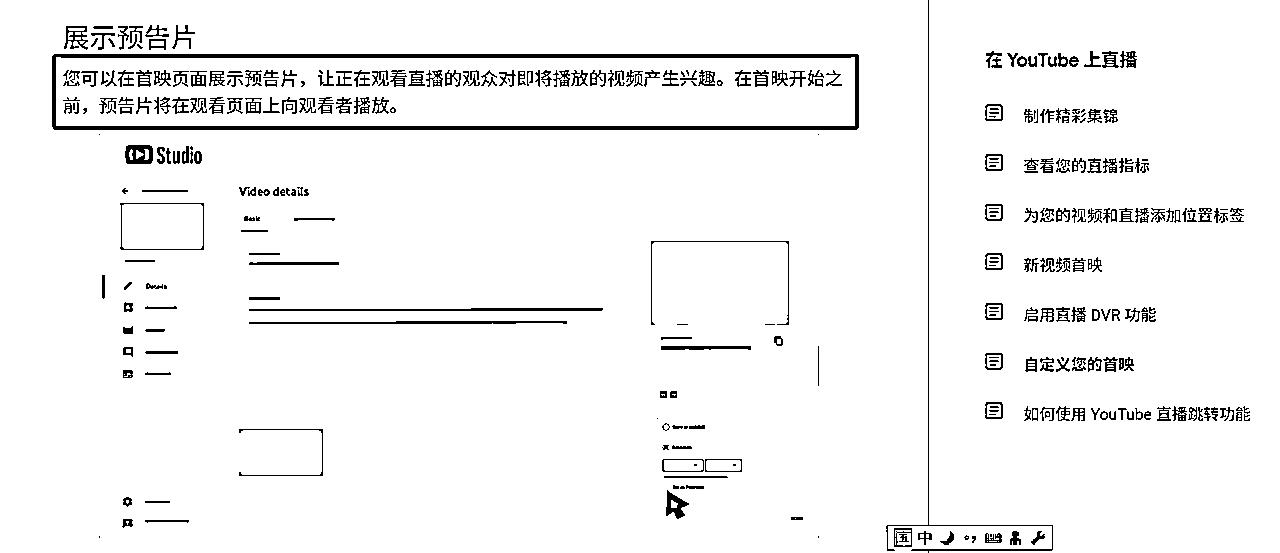 展示预告片
您可以在首映页面展示预告片，让正在观看直播的观众对即将播放的视频产生兴趣。在首映开始之
前，预告片将在观看页面上向观看者播放。
Studio
Video details
Basic
Details
在 YouTube 上直播
制作精彩集锦
查看您的直播指标
为您的视频和直播添加位置标签
新视频首映
启用直播 DVR 功能
自定义您的首映
如何使用 YouTube 直播跳转功能
五 中